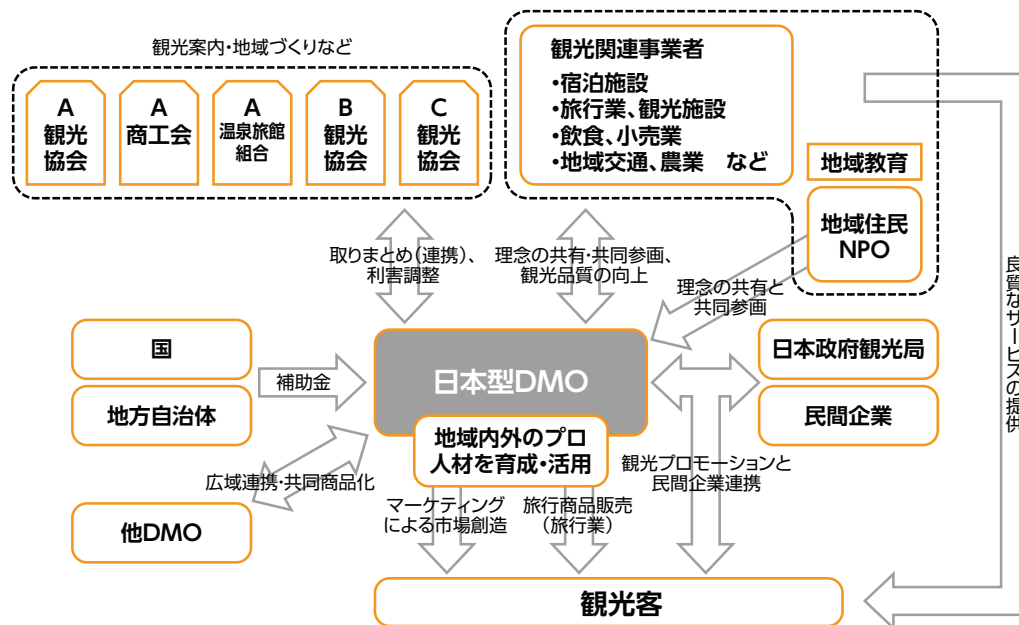 観光案内・地域づくりなど
A
観光
協会
A
商工会
A
温泉旅館
組合
B
観光
協会
C
観光
協会
観光関連事業者
・宿泊施設
・旅行業、観光施設
・飲食、小売業
・地域交通、農業　など
地域教育
地域住民
NPO
取りまとめ（連携）、
利害調整
理念の共有・共同参画、
観光品質の向上
理念の共有と
共同参画
良質なサービスの提供
国
地方自治体
補助金
日本型DMO
地域内外のプロ
人材を育成・活用
日本政府観光局
民間企業
広域連携・共同商品化
他DMO
マーケティング
による市場創造
旅行商品販売
（旅行業）
観光プロモーションと
民間企業連携
観光客